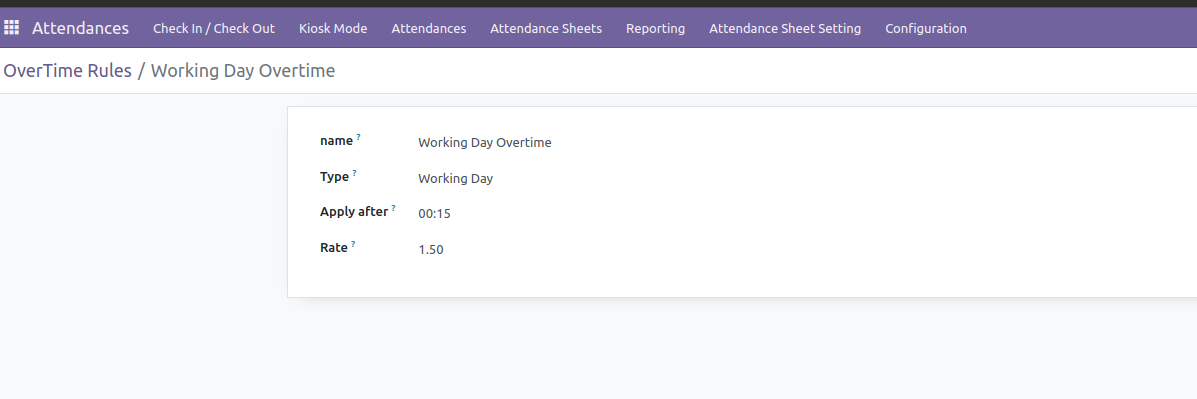 Attendances Check In / Check Out Kiosk Mode Attendances Attendance Sheets Reporting Attendance Sheet Setting Configuration
OverTime Rules / Working Day Overtime
name ? Working Day Overtime
Type ? Working Day
Apply after ? 00:15
Rate ? 1.50